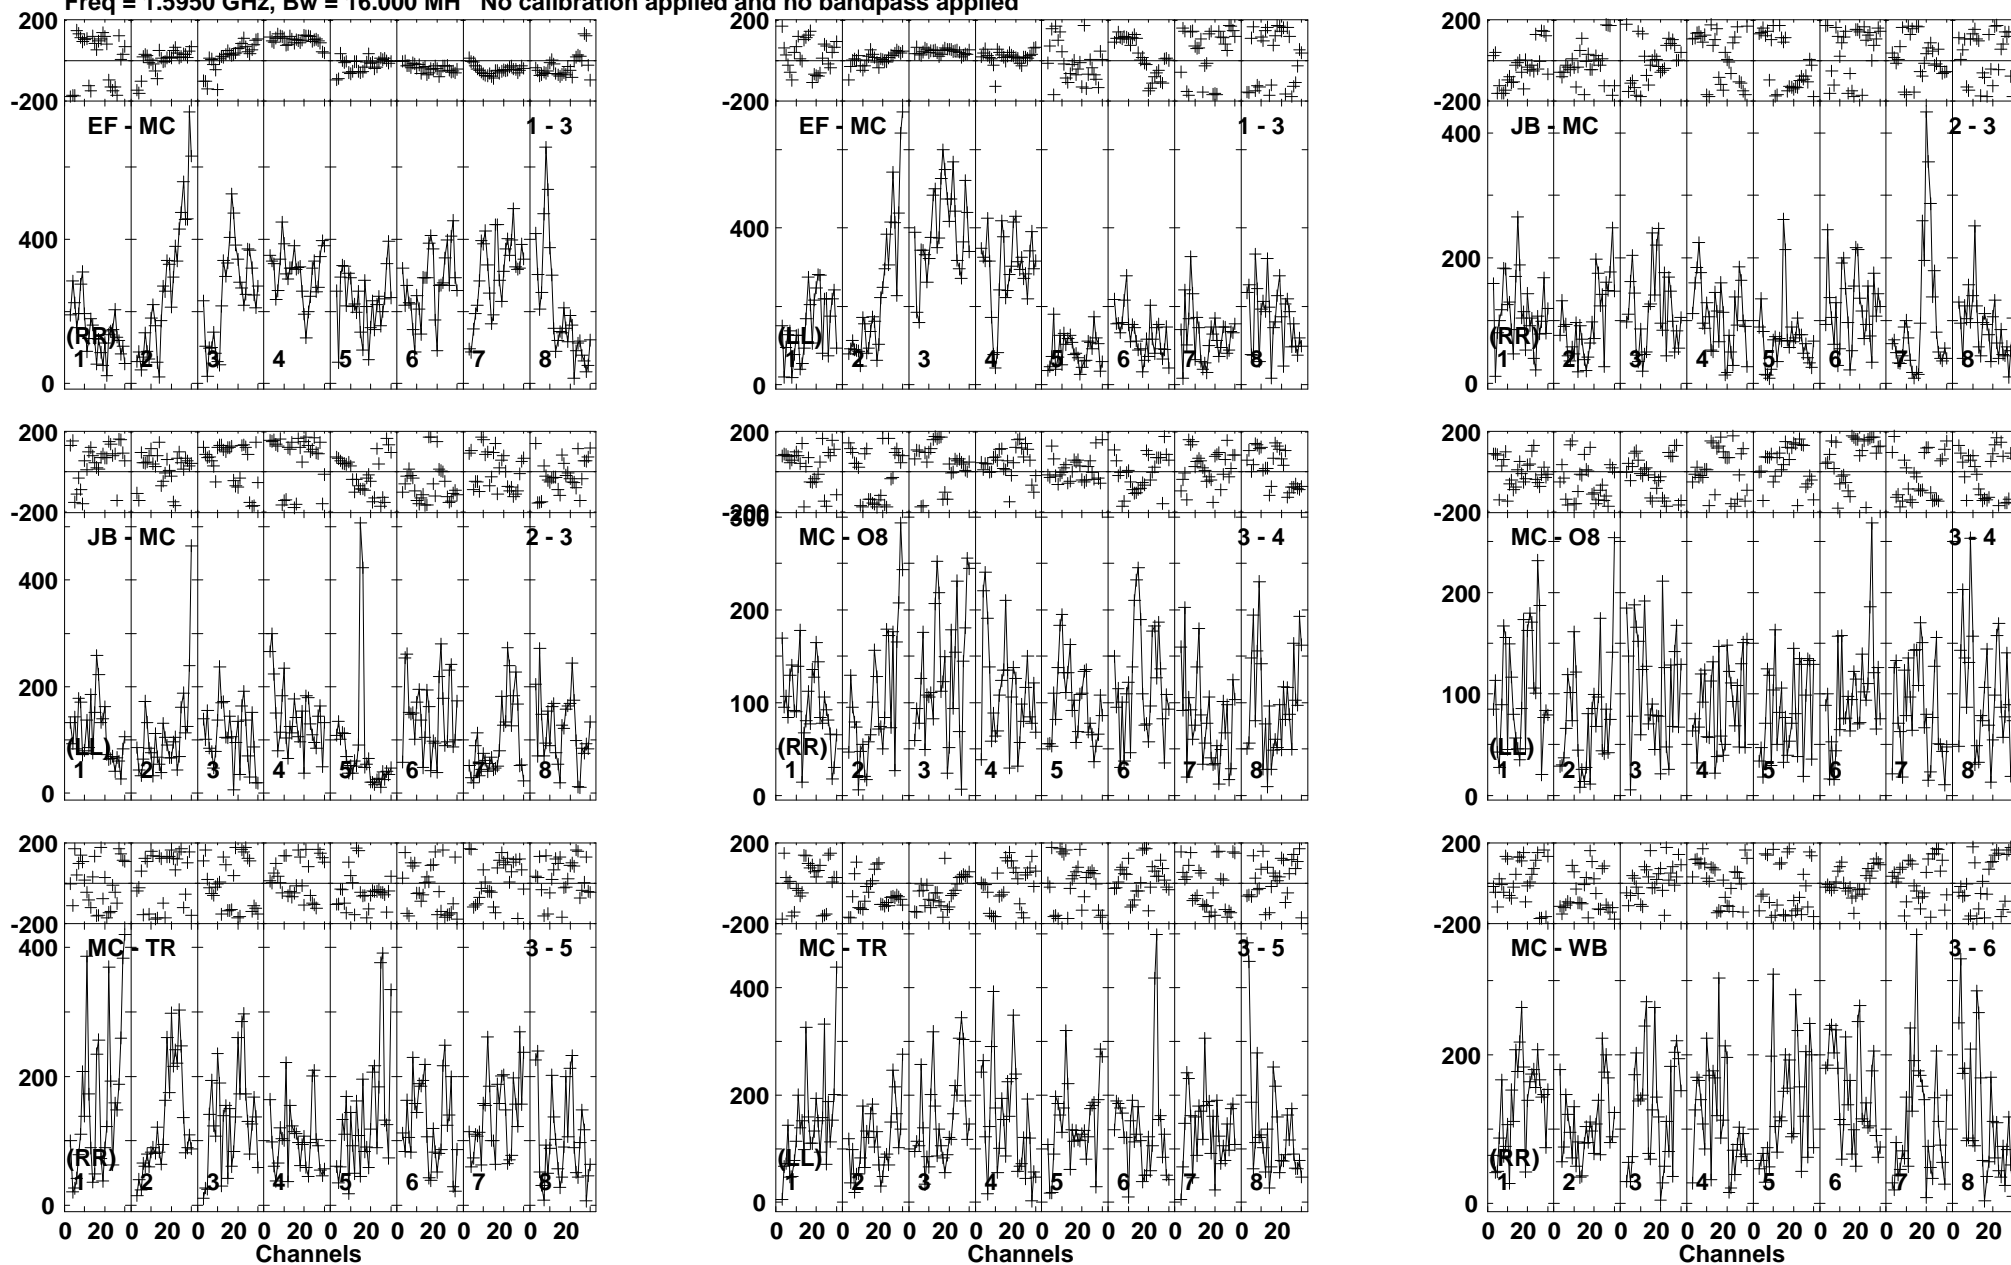 Freq = 1.5950 GHz, Bw = 16.000 MH No calibration applied and no bandpass applied
200 200 200
-200 -200 -200
EF - MC 1 - 3 EF - MC 1 - 3 JB - MC 2 - 3
400 400 400
200
(RR) (LL) (RR)
1 2 3 4 5 6 7 8 1 2 3 4 5 6 7 8 1 2 3 4 5 6 7 8
0 0 0
200 200 200
-200 -200 -200
300
JB - MC 2 - 3 MC - O8 3 - 4 MC - O8 3 - 4
400 200 200
200 100 100
(LL) (RR) (LL)
1 2 3 4 5 6 7 8 1 2 3 4 5 6 7 8 1 2 3 4 5 6 7 8
0 0 0
200 200 200
-200 -200 -200
MC - TR 3 - 5 MC - TR 3 - 5 MC - WB 3 - 6
400 400
200 200 200
(RR) (LL) (RR)
1 2 3 4 5 6 7 8 1 2 3 4 5 6 7 8 1 2 3 4 5 6 7 8
0 0 0
0 20 0 20 0 20 0 20 0 20 0 20 0 20 0 20 0 20 0 20 0 20 0 20 0 20 0 20 0 20 0 20 0 20 0 20 0 20 0 20 0 20 0 20 0 20 0 20
Channels Channels Channels